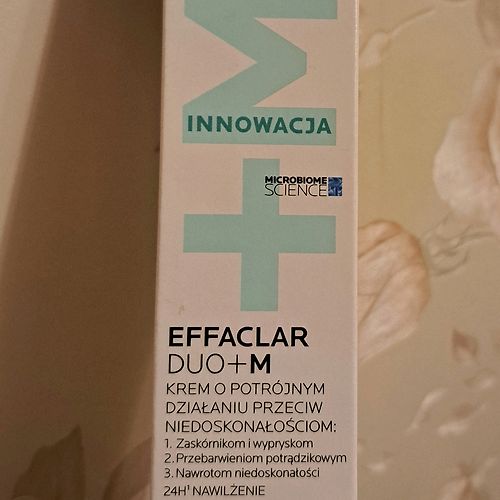 +M
INNOWACJA
MICROBIOME
SCIENCE
EFFACLAR
DUO+M
KREM O POTRÓJNYM
DZIAŁANIU PRZECIW
NIEDOSKONAŁOŚCIOM:
1. Zaskórnikom i wypryskom
2. Przebarwieniom potrądzikowym
3. Nawrotom niedoskonałości
24H¹ NAWILŻENIE